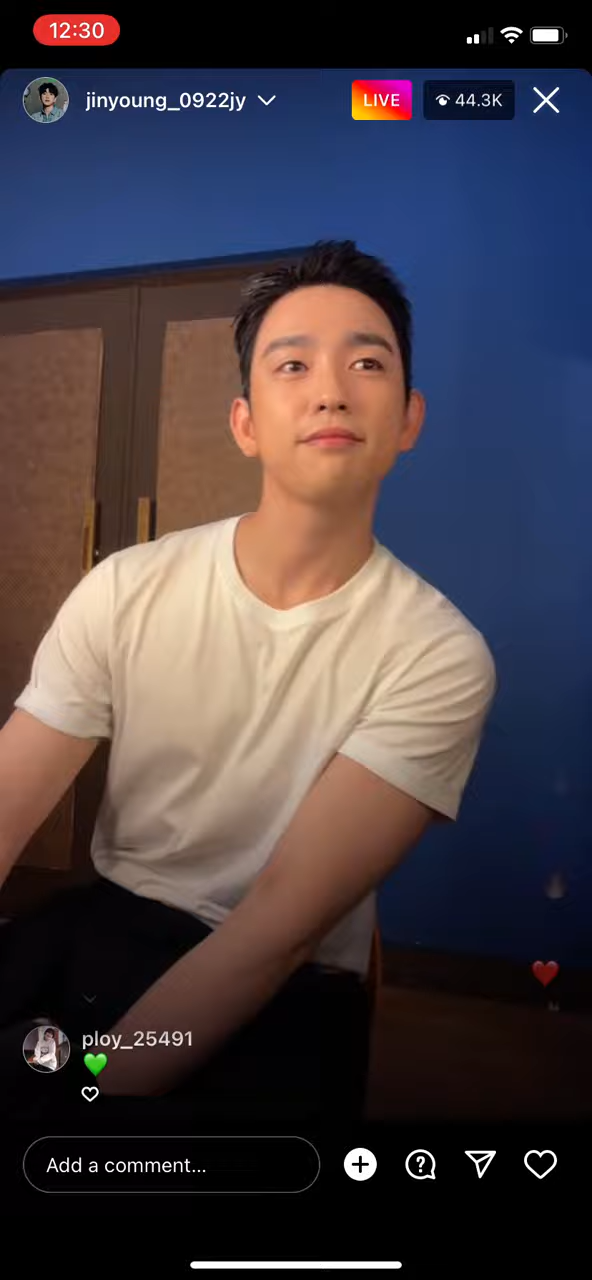 12:30
jinyoung_0922jy
LIVE 44.3K
ploy_25491
💚
Add a comment...